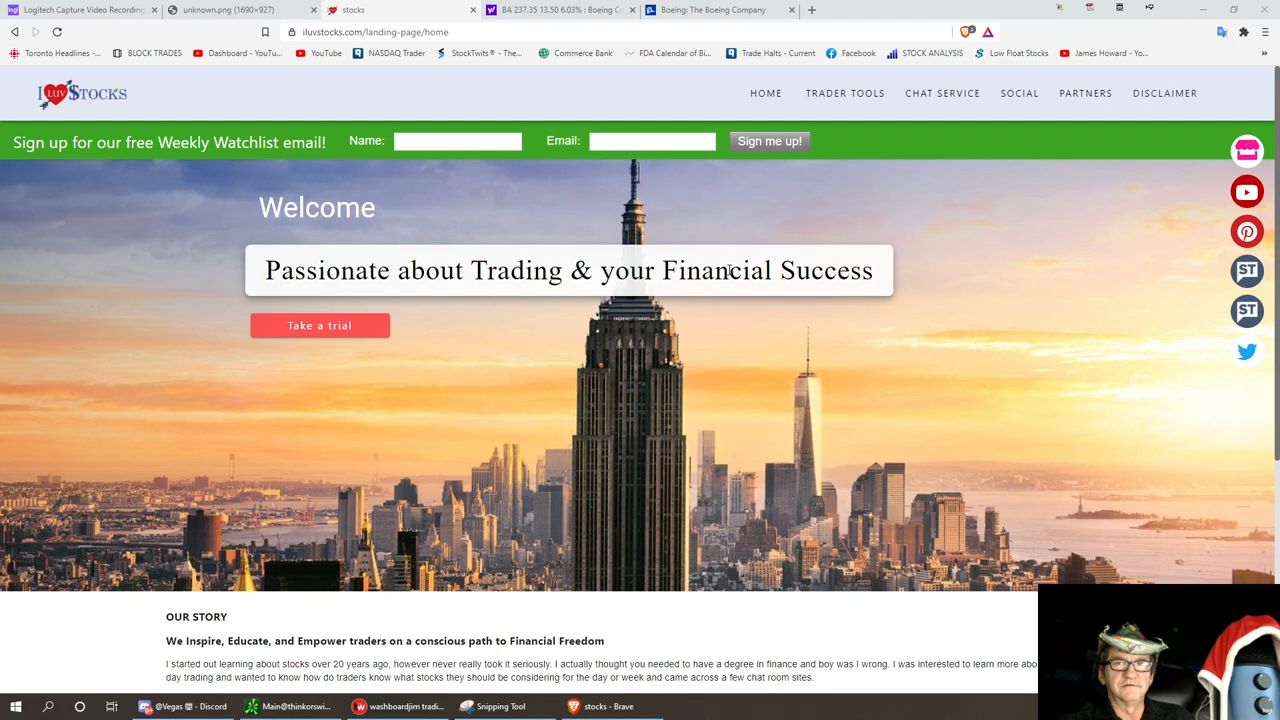 Logitech Capture Video Recording
unknown.png (1690×927)
stocks
BA 237.35 13.50 6.03% : Boeing C
Boeing: The Boeing Company
iluvstocks.com/landing-page/home
3
Toronto Headlines -...
BLOCK TRADES
Dashboard - YouTu...
YouTube
NASDAQ Trader
StockTwits® - The...
Commerce Bank
FDA Calendar of Bi...
Trade Halts - Current
Facebook
STOCK ANALYSIS
Low Float Stocks
James Howard - Yo...
I LUV $TOCKS
HOME
TRADER TOOLS
CHAT SERVICE
SOCIAL
PARTNERS
DISCLAIMER
Sign up for our free Weekly Watchlist email!
Name:
Email:
Sign me up!
Welcome
Passionate about Trading & your Financial Success
Take a trial
ST
ST
OUR STORY
We Inspire, Educate, and Empower traders on a conscious path to Financial Freedom
I started out learning about stocks over 20 years ago, however never really took it seriously. I actually thought you needed to have a degree in finance and boy was I wrong. I was interested to learn more abo
day trading and wanted to know how do traders know what stocks they should be considering for the day or week and came across a few chat room sites.
@Vegas - Discord
Main@thinkorswi...
washboardjim tradi...
Snipping Tool
stocks - Brave